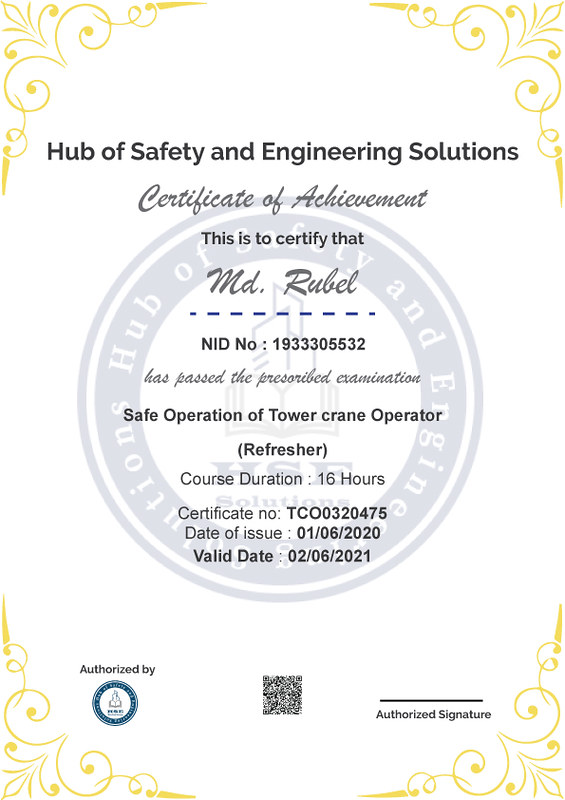 Hub of Safety and Engineering Solutions
Certificate of Achievement
This is to certify that
Md. Rubel
NID No : 1933305532
has passed the prescribed examination
Safe Operation of Tower crane Operator
(Refresher)
Course Duration : 16 Hours
Certificate no: TCO0320475
Date of issue : 01/06/2020
Valid Date : 02/06/2021
Hub of Safety and Engineering Solutions
HSE
Solutions
Authorized by
HSE
Authorized Signature